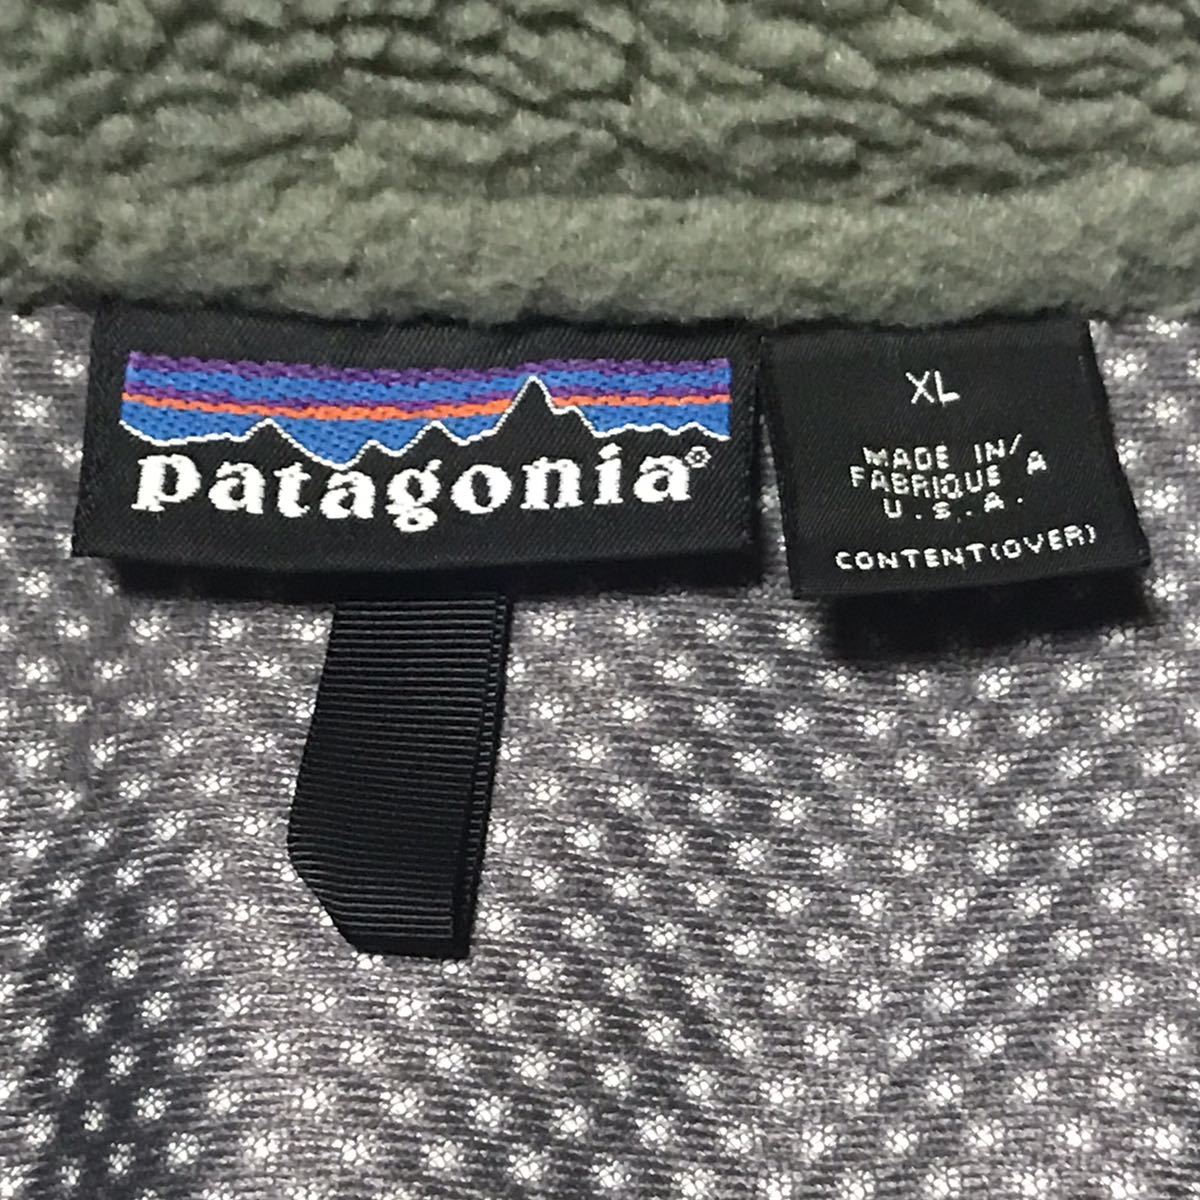 patagonia®
XL
MADE IN/
FABRIQUE A
U.S.A.
CONTENT(OVER)